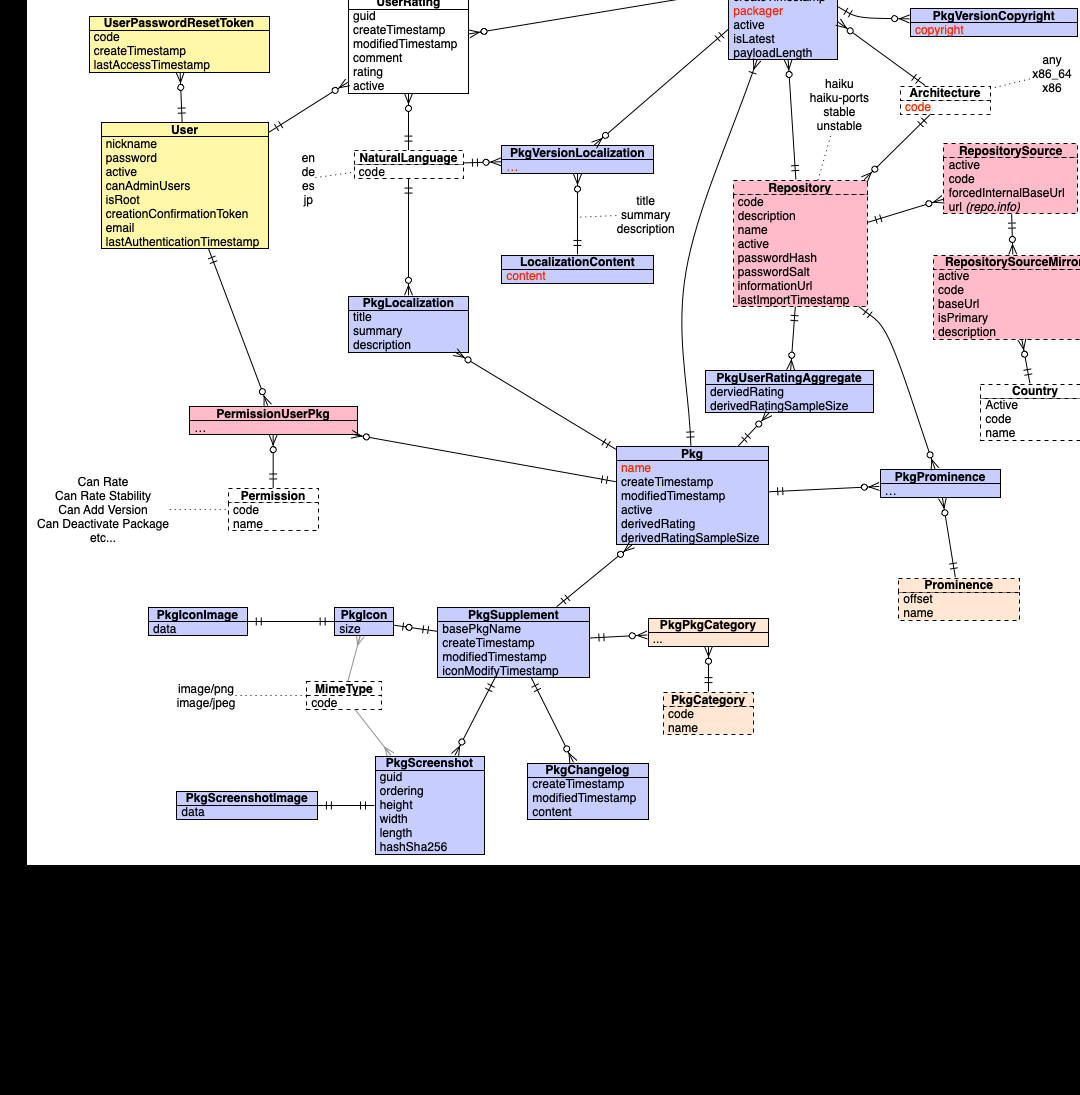 UserPasswordResetToken
code
createTimestamp
lastAccessTimestamp
UserRating
guid
createTimestamp
modifiedTimestamp
comment
rating
active
packager
active
isLatest
payloadLength
PkgVersionCopyright
copyright
any
x86_64
x86
Architecture
code
haiku
haiku-ports
stable
unstable
User
nickname
password
active
canAdminUsers
isRoot
creationConfirmationToken
email
lastAuthenticationTimestamp
en
de
es
jp
NaturalLanguage
code
PkgVersionLocalization
...
title
summary
description
LocalizationContent
content
Repository
code
description
name
active
passwordHash
passwordSalt
informationUrl
lastImportTimestamp
RepositorySource
active
code
forcedInternalBaseUrl
url (repo.info)
RepositorySourceMirror
active
code
baseUrl
isPrimary
description
PkgLocalization
title
summary
description
PkgUserRatingAggregate
derviedRating
derivedRatingSampleSize
Country
Active
code
name
PermissionUserPkg
...
Pkg
name
createTimestamp
modifiedTimestamp
active
derivedRating
derivedRatingSampleSize
PkgProminence
...
Can Rate
Can Rate Stability
Can Add Version
Can Deactivate Package
etc...
Permission
code
name
Prominence
offset
name
PkgIconImage
data
PkgIcon
size
PkgSupplement
basePkgName
createTimestamp
modifiedTimestamp
iconModifyTimestamp
PkgPkgCategory
...
image/png
image/jpeg
MimeType
code
PkgCategory
code
name
PkgScreenshot
guid
ordering
height
width
length
hashSha256
PkgChangelog
createTimestamp
modifiedTimestamp
content
PkgScreenshotImage
data